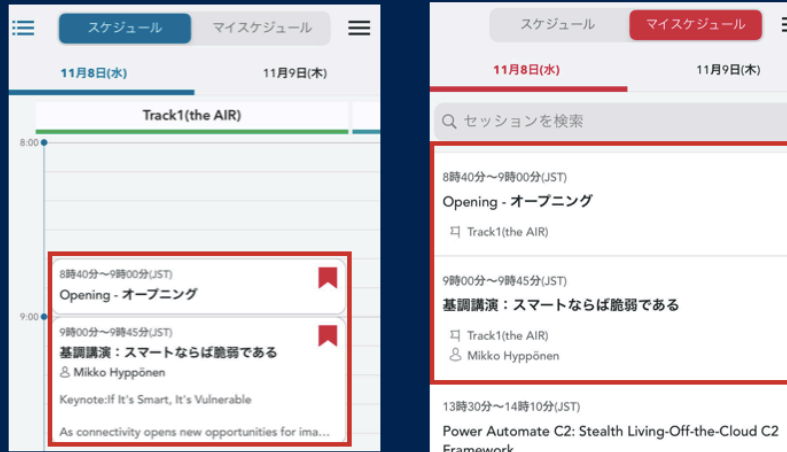 スケジュール
マイスケジュール
11月8日(水)
11月9日(木)
Track1(the AIR)
8:00
8時40分〜9時00分(JST)
Opening - オープニング
9:00
9時00分〜9時45分(JST)
基調講演：スマートならば脆弱である
Mikko Hyppönen
Keynote:If It's Smart, It's Vulnerable
As connectivity opens new opportunities for ima...
スケジュール
マイスケジュール
11月8日(水)
11月9日(木)
セッションを検索
8時40分〜9時00分(JST)
Opening - オープニング
Track1(the AIR)
9時00分〜9時45分(JST)
基調講演：スマートならば脆弱である
Track1(the AIR)
Mikko Hyppönen
13時30分〜14時10分(JST)
Power Automate C2: Stealth Living-Off-the-Cloud C2
Framework